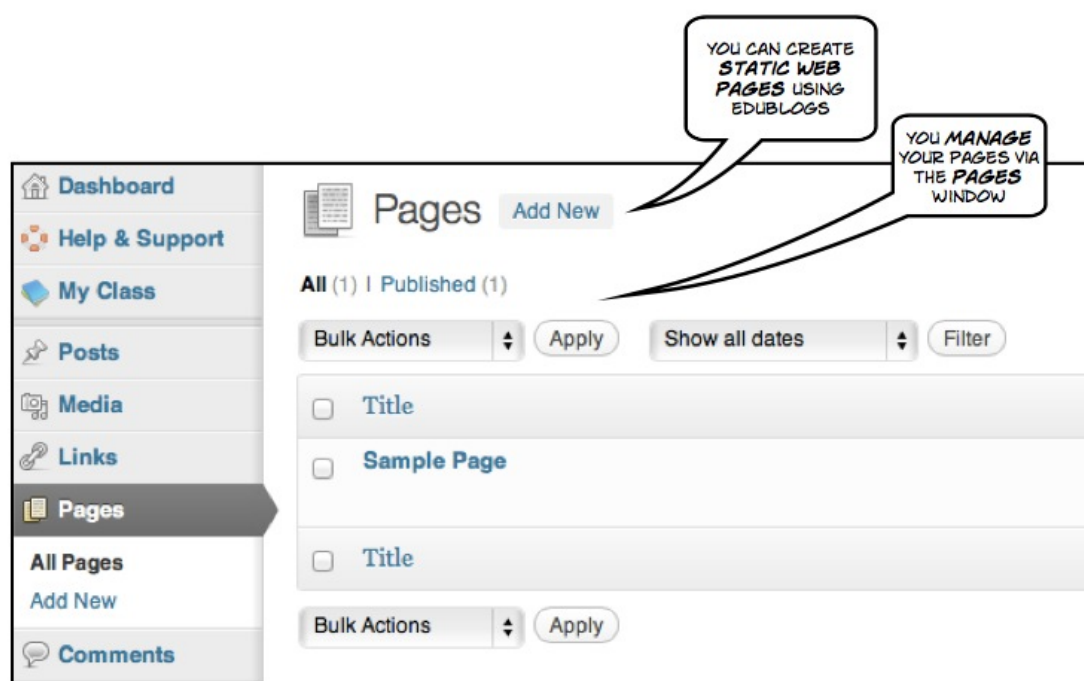 YOU CAN CREATE
STATIC WEB
PAGES USING
EDUBLOGS
YOU MANAGE
YOUR PAGES VIA
THE PAGES
WINDOW
Dashboard
Help & Support
My Class
Posts
Media
Links
Pages
All Pages
Add New
Comments
Pages Add New
All (1) | Published (1)
Bulk Actions Apply Show all dates Filter
Title
Sample Page
Title
Bulk Actions Apply